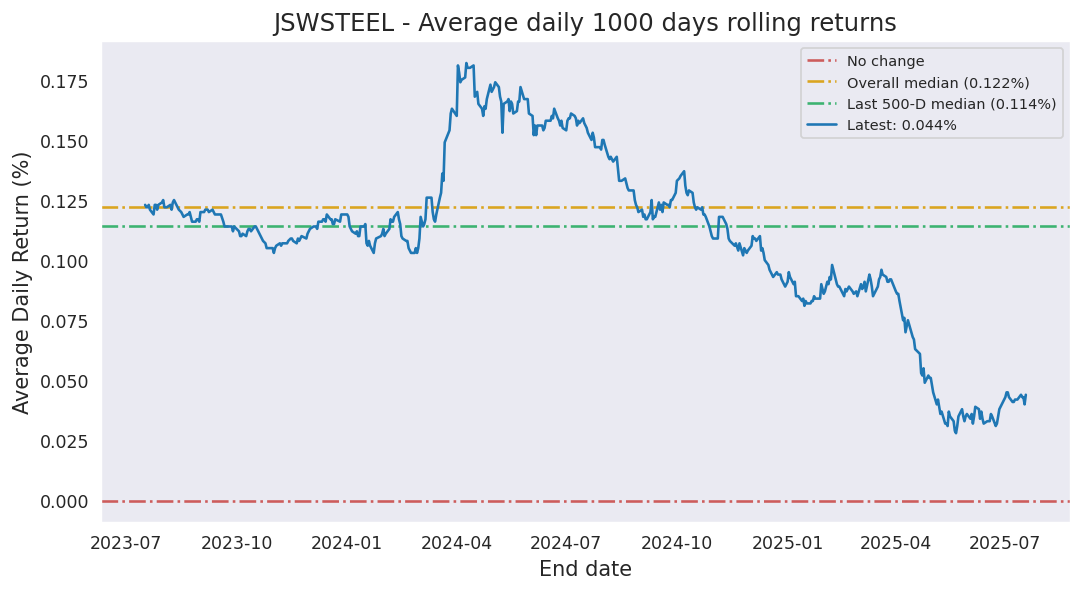 JSWSTEEL - Average daily 1000 days rolling returns
No change
Overall median (0.122%)
Last 500-D median (0.114%)
Latest: 0.044%
Average Daily Return (%)
0.175
0.150
0.125
0.100
0.075
0.050
0.025
0.000
2023-07 2023-10 2024-01 2024-04 2024-07 2024-10 2025-01 2025-04 2025-07
End date